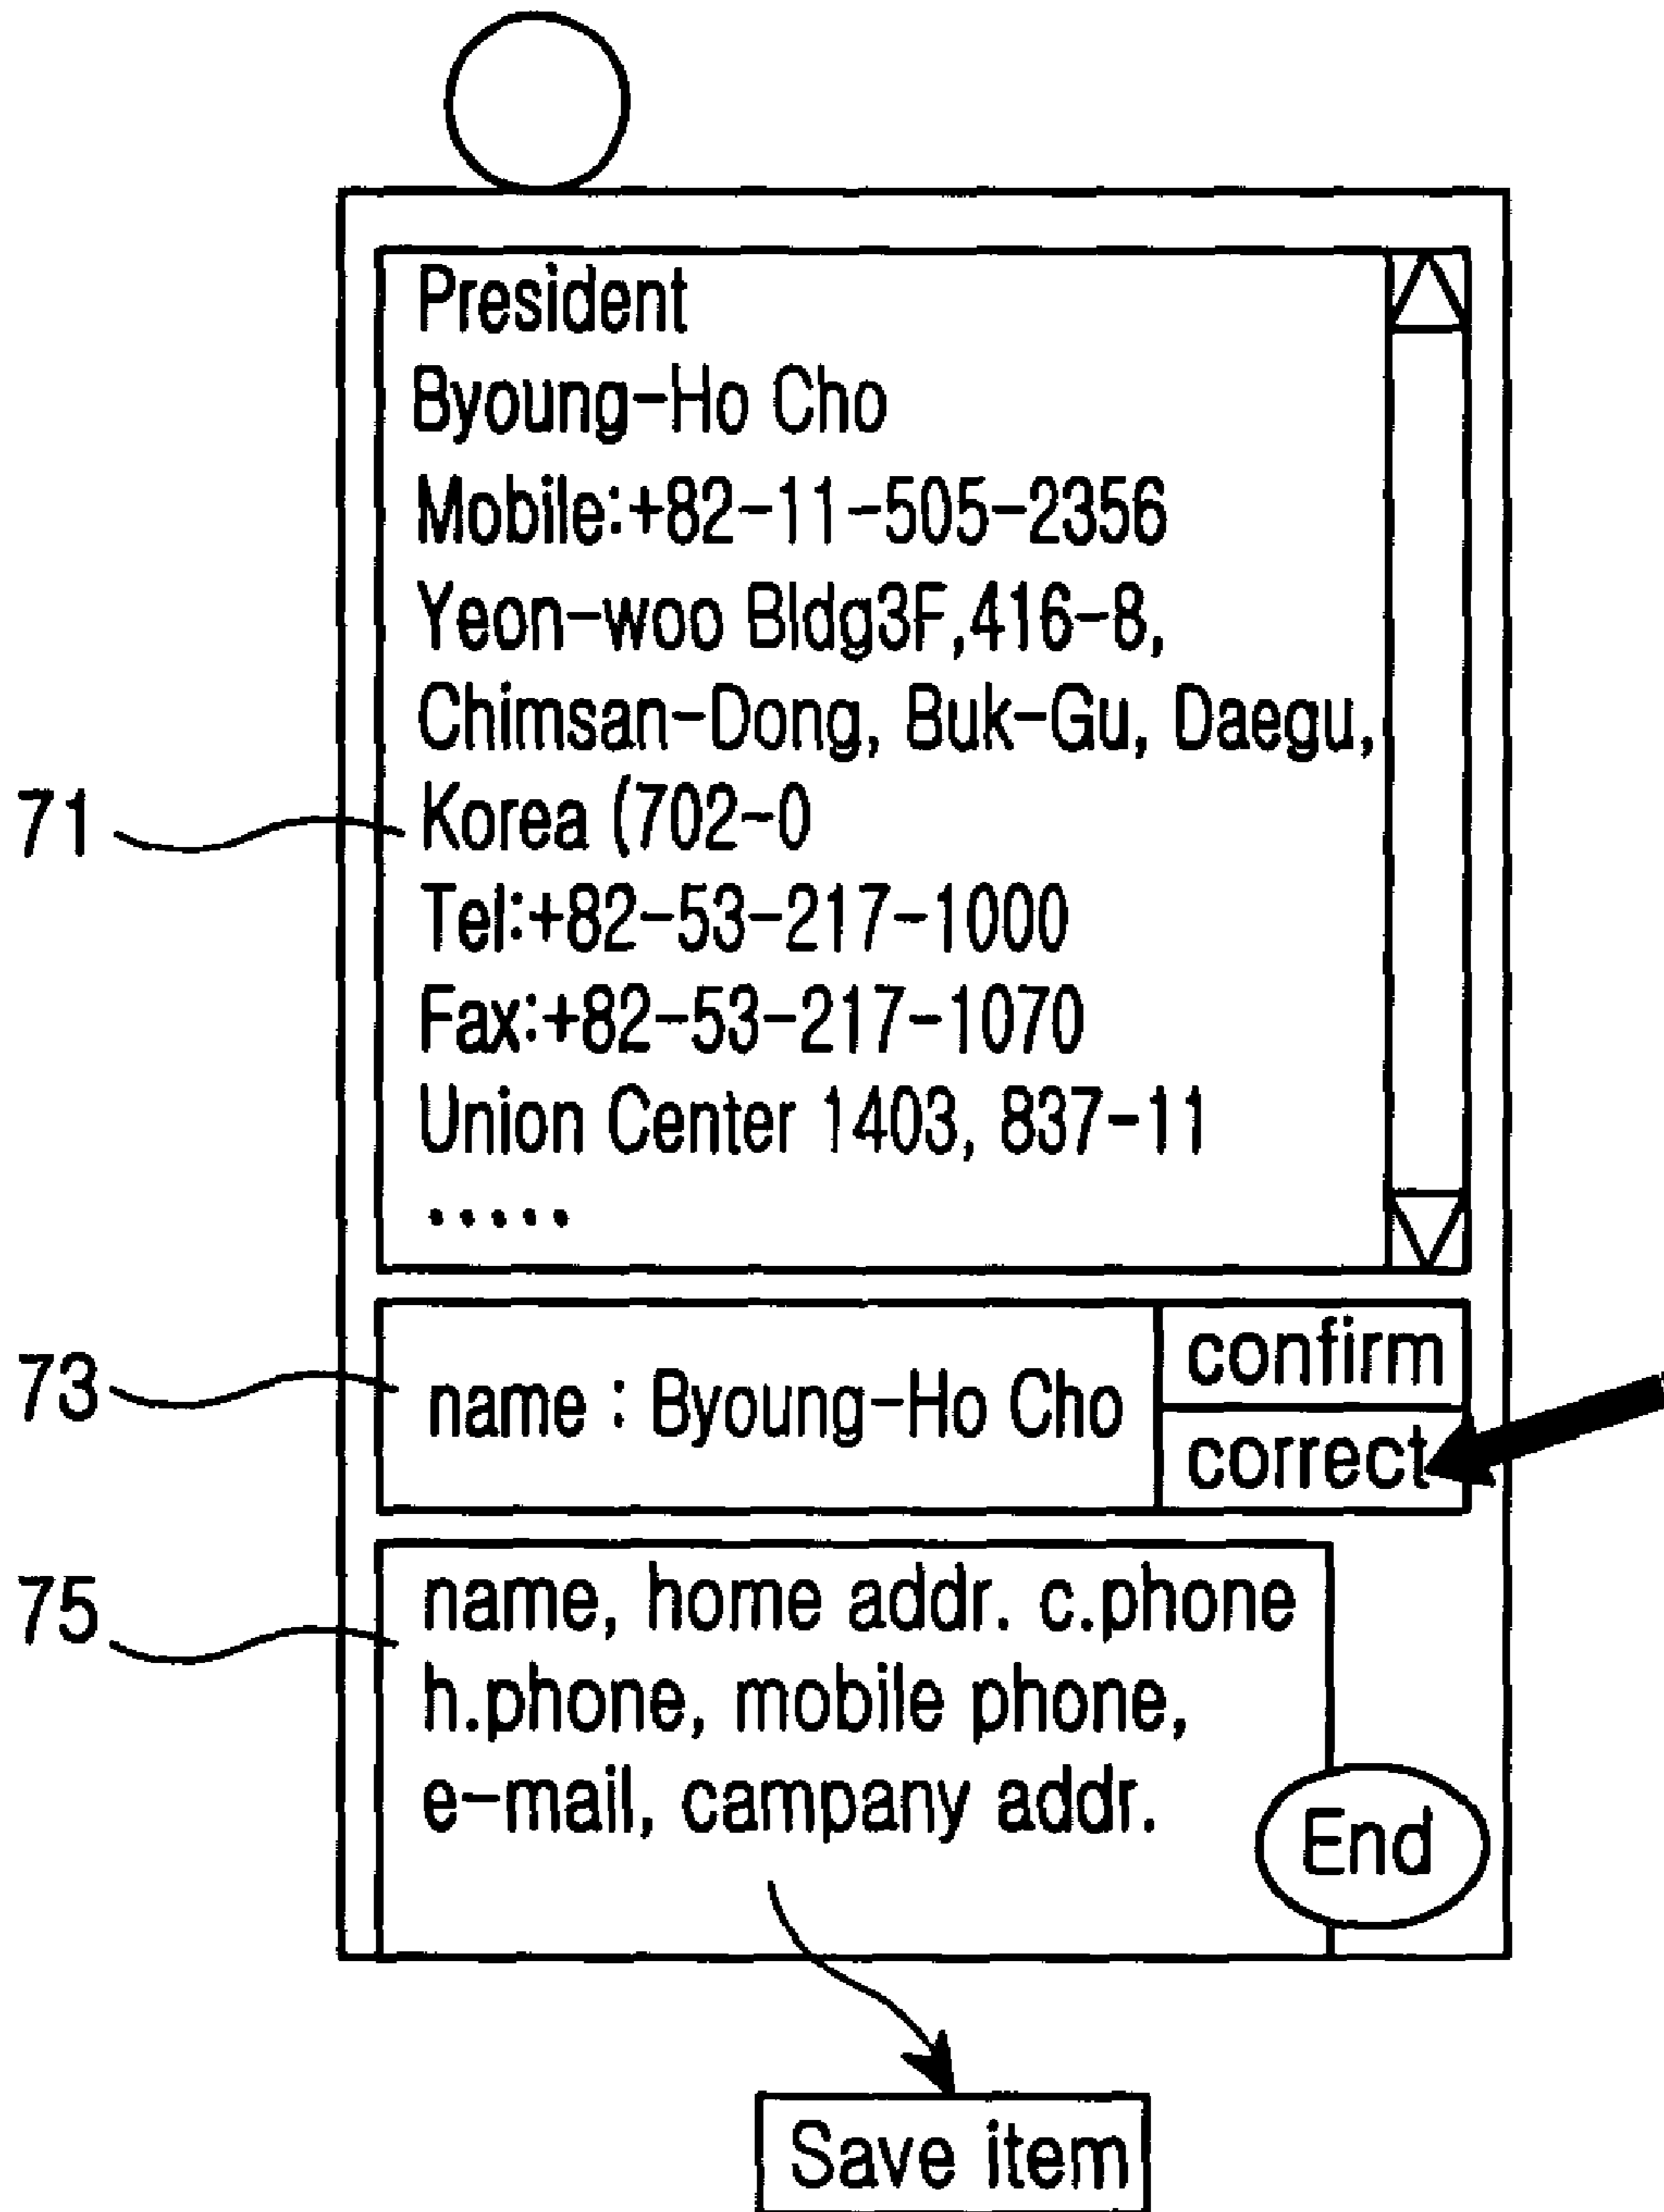 President
Byoung-Ho Cho
Mobile:+82-11-505-2356
Yeon-woo Bldg3F,416-8,
Chimsan-Dong, Buk-Gu, Daegu,
71
Korea (702-0
Tel:+82-53-217-1000
Fax:+82-53-217-1070
Union Center 1403, 837-11
.....
73
name : Byoung-Ho Cho
confirm
correct
75
name, home addr. c.phone
h.phone, mobile phone,
e-mail, campany addr.
End
Save item